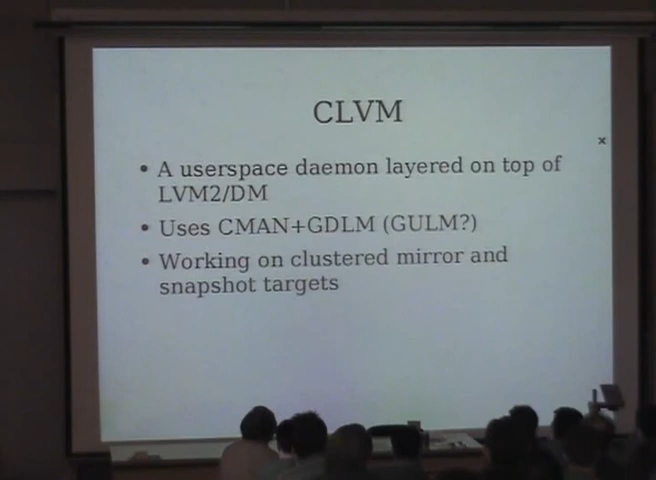 CLVM
• A userspace daemon layered on top of
LVM2/DM
• Uses CMAN+GDLM (GULM?)
• Working on clustered mirror and
snapshot targets